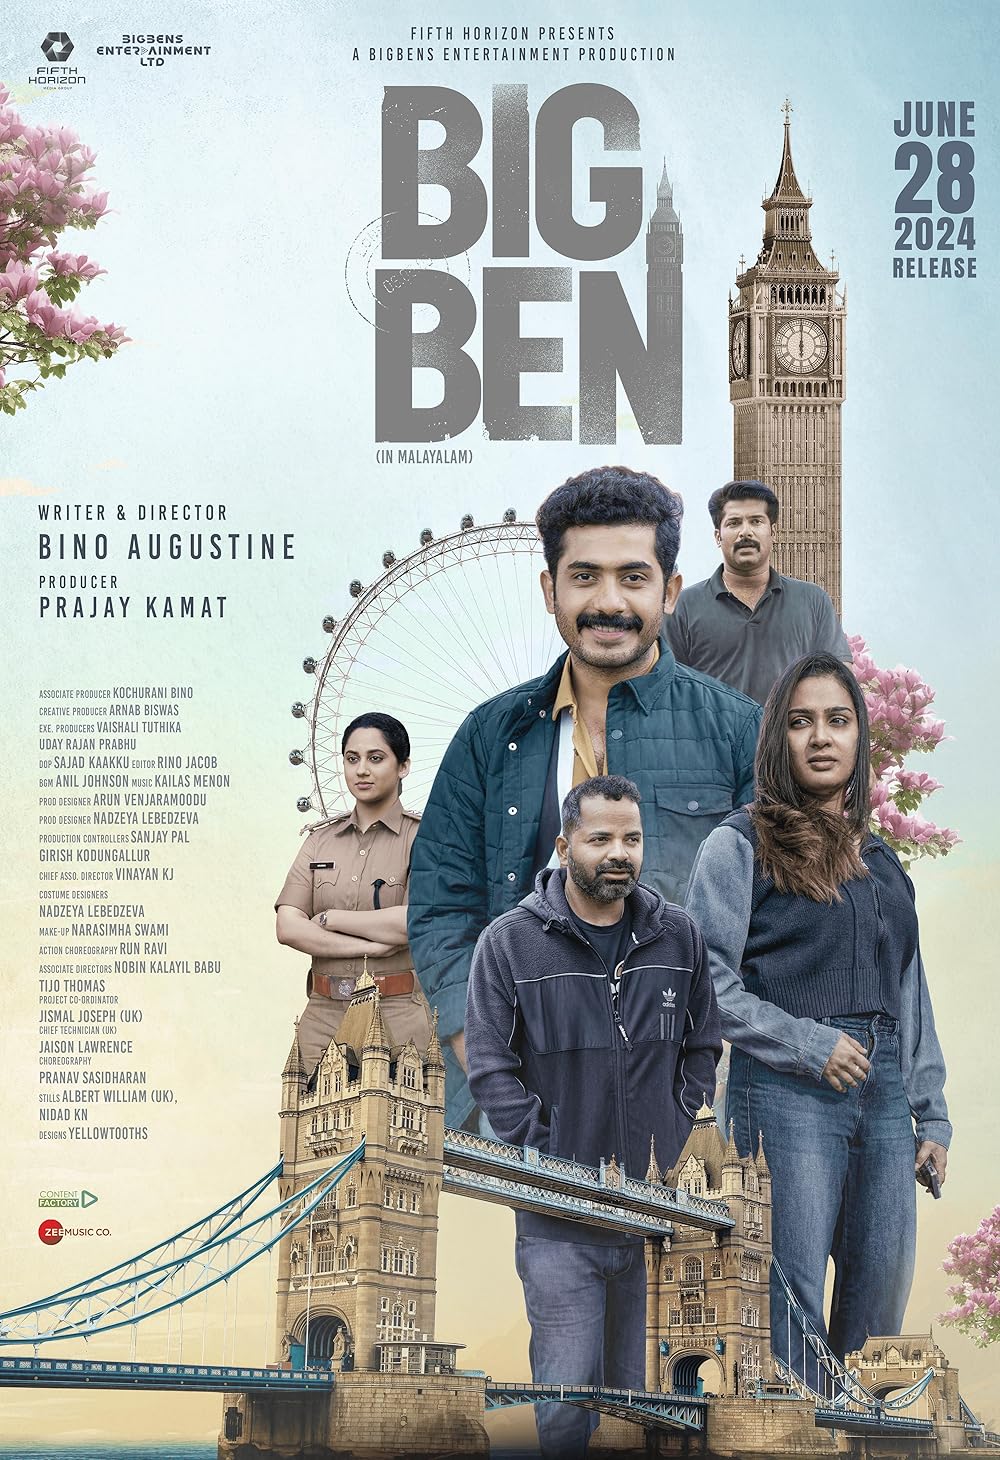 FIFTH HORIZON
MEDIA GROUP
BIGBENS
ENTERTAINMENT
LTD
FIFTH HORIZON PRESENTS
A BIGBENS ENTERTAINMENT PRODUCTION
BIG
BEN
(IN MALAYALAM)
JUNE
28
2024
RELEASE
WRITER & DIRECTOR
BINO AUGUSTINE
PRODUCER
PRAJAY KAMAT
ASSOCIATE PRODUCER KOCHURANI BINO
CREATIVE PRODUCER ARNAB BISWAS
EXE. PRODUCERS VAISHALI TUTHIKA
UDAY RAJAN PRABHU
DOP SAJAD KAAKKU EDITOR RINO JACOB
BGM ANIL JOHNSON MUSIC KAILAS MENON
PROD DESIGNER ARUN VENJARAMOODU
PROD DESIGNER NADZEYA LEBEDZEVA
PRODUCTION CONTROLLERS SANJAY PAL
GIRISH KODUNGALLUR
CHIEF ASSO. DIRECTOR VINAYAN KJ
COSTUME DESIGNERS
NADZEYA LEBEDZEVA
MAKE-UP NARASIMHA SWAMI
ACTION CHOREOGRAPHY RUN RAVI
ASSOCIATE DIRECTORS NOBIN KALAYIL BABU
TIJO THOMAS
PROJECT CO-ORDINATOR
JISMAL JOSEPH (UK)
CHIEF TECHNICIAN (UK)
JAISON LAWRENCE
CHOREOGRAPHY
PRANAV SASIDHARAN
STILLS ALBERT WILLIAM (UK),
NIDAD KN
DESIGNS YELLOWTOOTHS
CONTENT
FACTORY
ZEE MUSIC CO.
adidas